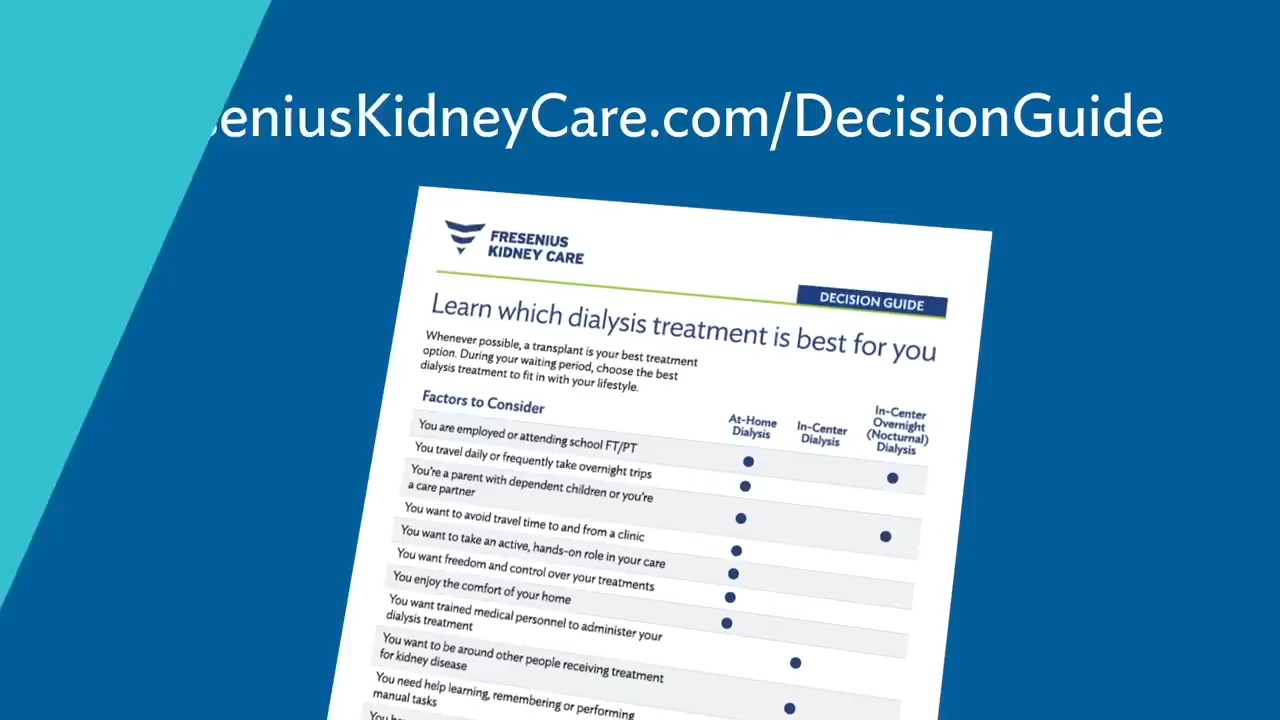 seniusKidneyCare.com/DecisionGuide
FRESENIUS
KIDNEY CARE
DECISION GUIDE
Learn which dialysis treatment is best for you
Whenever possible, a transplant is your best treatment
option. During your waiting period, choose the best
dialysis treatment to fit in with your lifestyle.
Factors to Consider
At-Home
Dialysis
In-Center
Dialysis
In-Center
Overnight
(Nocturnal)
Dialysis
You are employed or attending school FT/PT
You travel daily or frequently take overnight trips
You're a parent with dependent children or you're
a care partner
You want to avoid travel time to and from a clinic
You want to take an active, hands-on role in your care
You want freedom and control over your treatments
You enjoy the comfort of your home
You want trained medical personnel to administer your
dialysis treatment
You want to be around other people receiving treatment
for kidney disease
You need help learning, remembering or performing
manual tasks